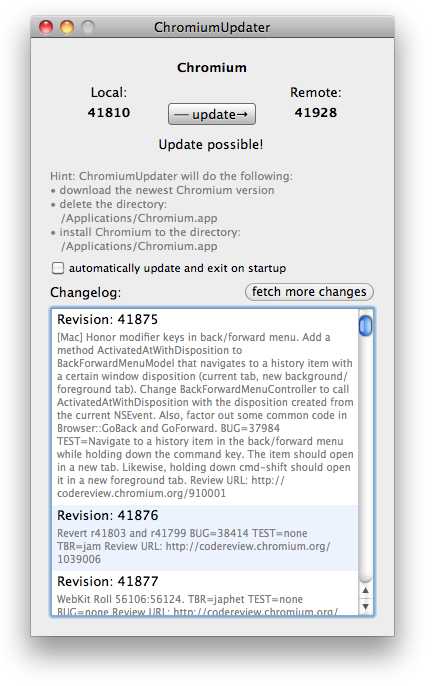 ChromiumUpdater
Chromium
Local:
Remote:
41810
— update→
41928
Update possible!
Hint: ChromiumUpdater will do the following:
• download the newest Chromium version
• delete the directory:
/Applications/Chromium.app
• install Chromium to the directory:
/Applications/Chromium.app
automatically update and exit on startup
Changelog:
fetch more changes
Revision: 41875
[Mac] Honor modifier keys in back/forward menu. Add a
method ActivatedAtWithDisposition to
BackForwardMenuModel that navigates to a history item with
a certain window disposition (current tab, new background/
foreground tab). Change BackForwardMenuController to call
ActivatedAtWithDisposition with the disposition created from
the current NSEvent. Also, factor out some common code in
Browser::GoBack and GoForward. BUG=37984
TEST=Navigate to a history item in the back/forward menu
while holding down the command key. The item should open
in a new tab. Likewise, holding down cmd-shift should open
it in a new foreground tab. Review URL: http://
codereview.chromium.org/910001
Revision: 41876
Revert r41803 and r41799 BUG=38414 TEST=none
TBR=jam Review URL: http://codereview.chromium.org/
1039006
Revision: 41877
WebKit Roll 56106:56124. TBR=japhet TEST=none
BUG=none Review URL: http://codereview.chromium.org/